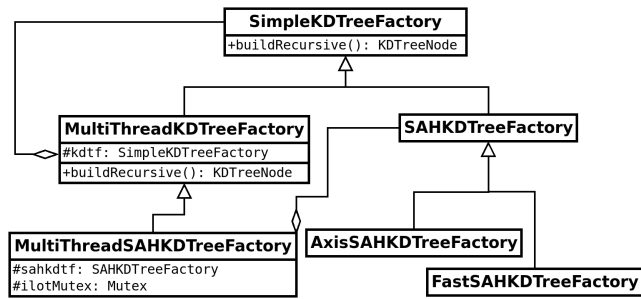 SimpleKDTreeFactory
+buildRecursive(): KDTreeNode
MultiThreadKDTreeFactory
#kdtf: SimpleKDTreeFactory
+buildRecursive(): KDTreeNode
SAHKDTreeFactory
MultiThreadSAHKDTreeFactory
#sahkdtf: SAHKDTreeFactory
#ilotMutex: Mutex
AxisSAHKDTreeFactory
FastSAHKDTreeFactory